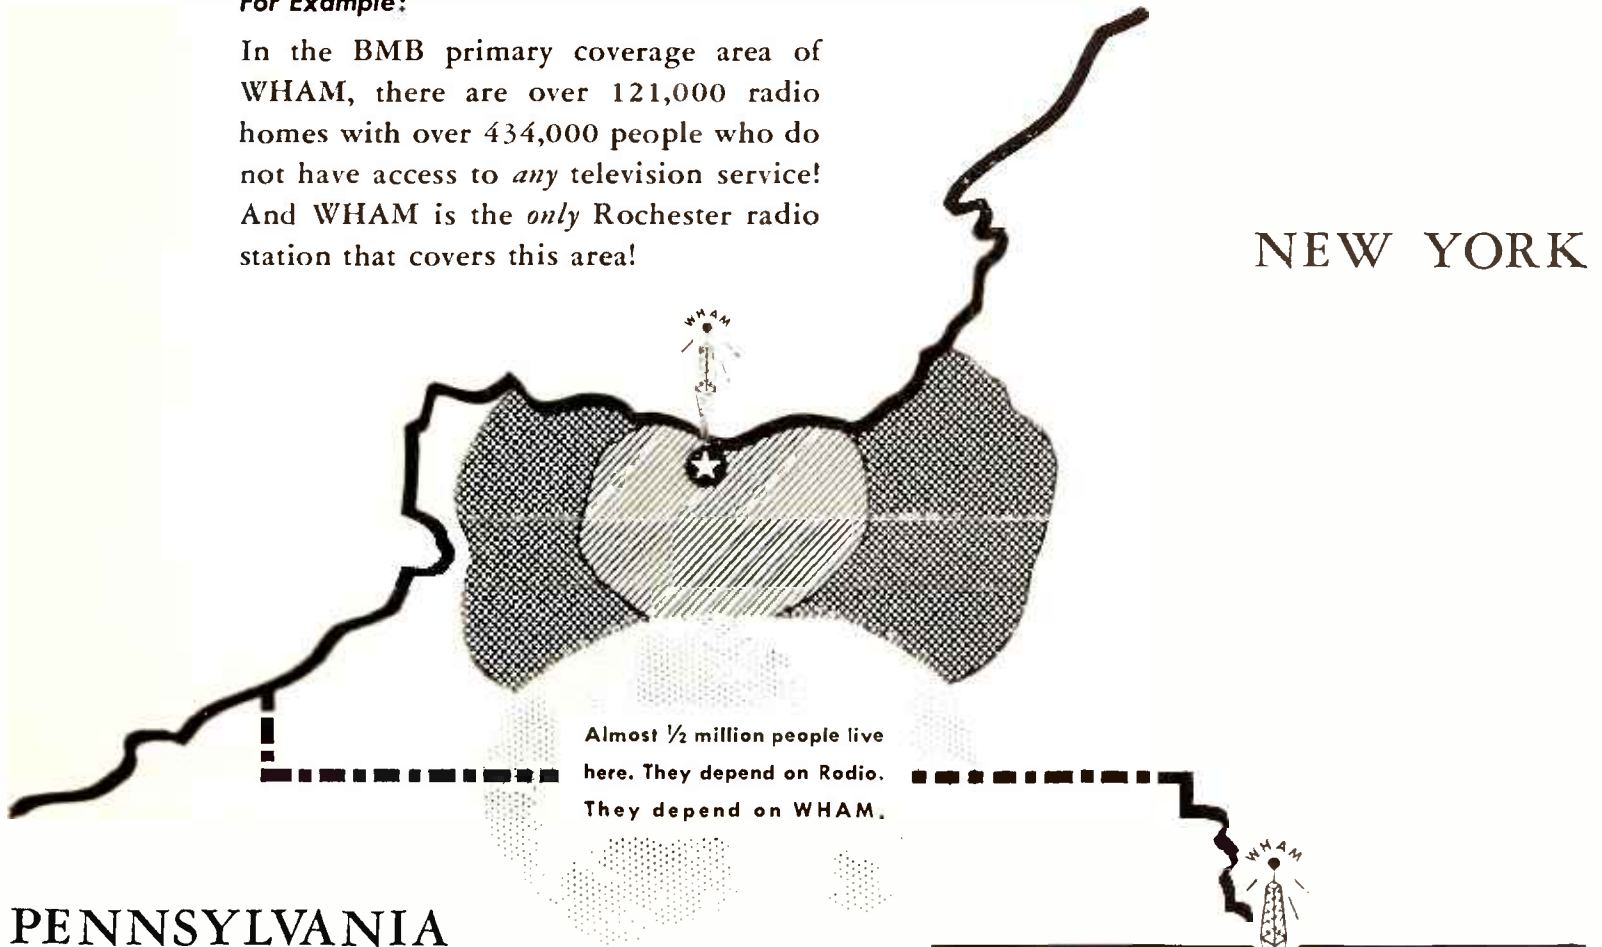 For Example:
In the BMB primary coverage area of
WHAM, there are over 121,000 radio
homes with over 434,000 people who do
not have access to any television service!
And WHAM is the only Rochester radio
station that covers this area!
NEW YORK
WHAM
Almost ½ million people live
here. They depend on Rodio.
They depend on WHAM.
WHAM
PENNSYLVANIA